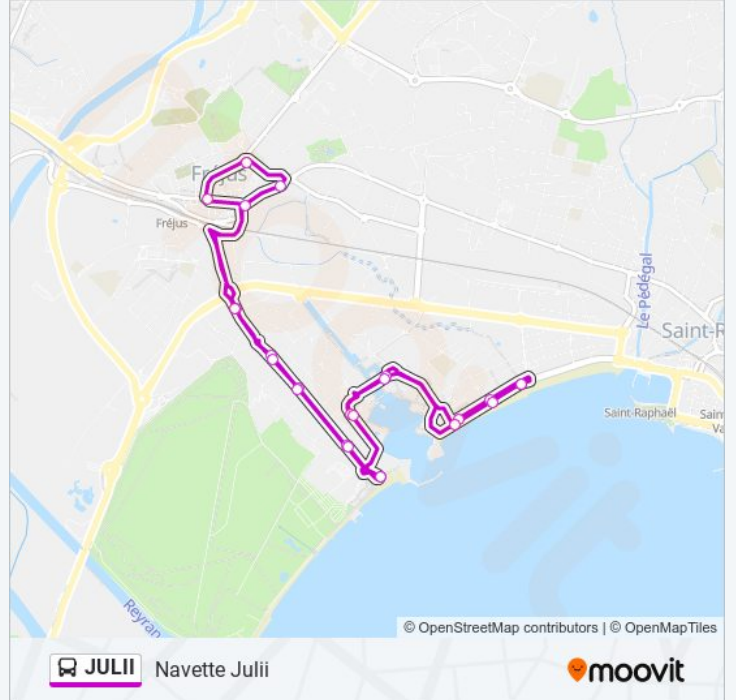 Fréjus
Fréjus
Le Pédégal
Saint-R
Saint-Raphaël
Sain
Va
Reyran
© OpenStreetMap contributors | © OpenMapTiles
JULII
Navette Julii
moovit